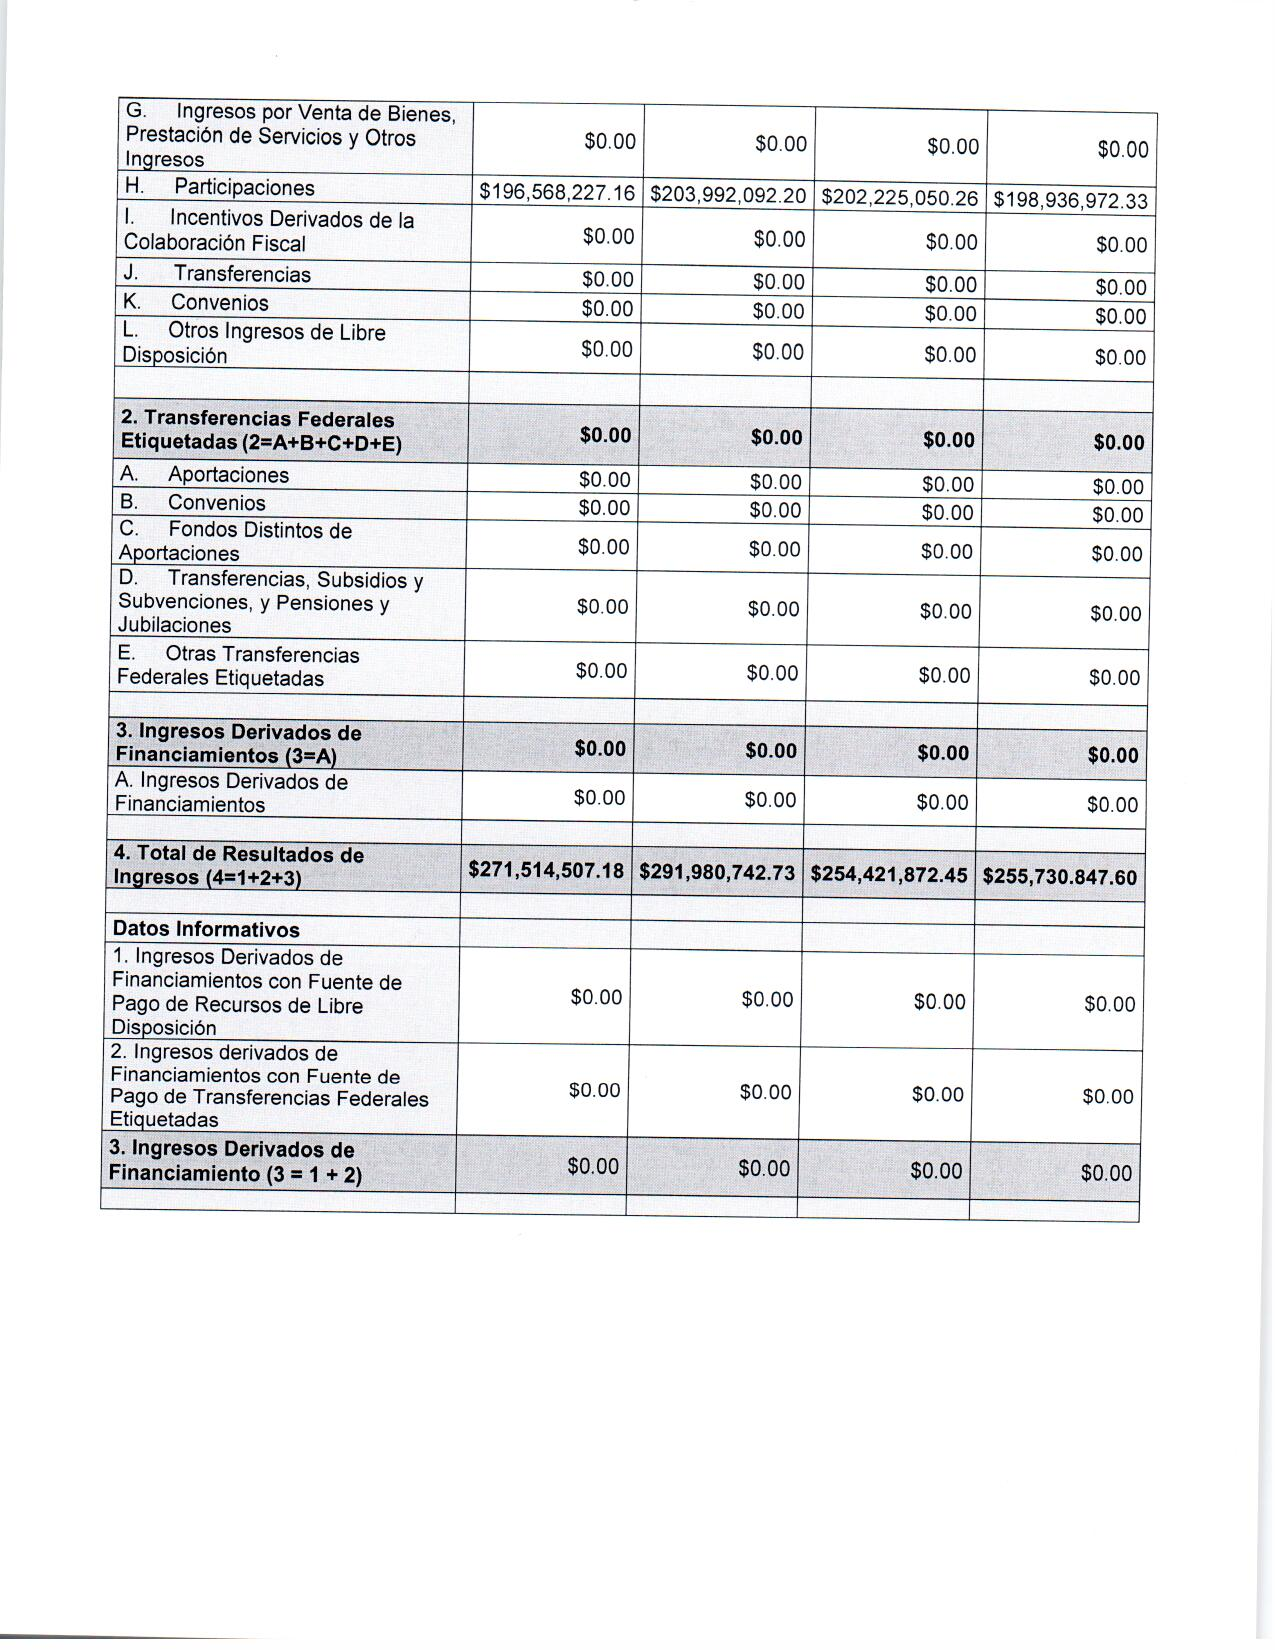 G. Ingresos por Venta de Bienes,
Prestación de Servicios y Otros
Ingresos
$0.00 $0.00 $0.00 $0.00
H. Participaciones $196,568,227.16 $203,992,092.20 $202,225,050.26 $198,936,972.33
I. Incentivos Derivados de la
Colaboración Fiscal
$0.00 $0.00 $0.00 $0.00
J. Transferencias $0.00 $0.00 $0.00 $0.00
K. Convenios $0.00 $0.00 $0.00 $0.00
L. Otros Ingresos de Libre
Disposición
$0.00 $0.00 $0.00 $0.00
2. Transferencias Federales
Etiquetadas (2=A+B+C+D+E)
$0.00 $0.00 $0.00 $0.00
A. Aportaciones $0.00 $0.00 $0.00 $0.00
B. Convenios $0.00 $0.00 $0.00 $0.00
C. Fondos Distintos de
Aportaciones
$0.00 $0.00 $0.00 $0.00
D. Transferencias, Subsidios y
Subvenciones, y Pensiones y
Jubilaciones
$0.00 $0.00 $0.00 $0.00
E. Otras Transferencias
Federales Etiquetadas
$0.00 $0.00 $0.00 $0.00
3. Ingresos Derivados de
Financiamientos (3=A)
$0.00 $0.00 $0.00 $0.00
A. Ingresos Derivados de
Financiamientos
$0.00 $0.00 $0.00 $0.00
4. Total de Resultados de
Ingresos (4=1+2+3)
$271,514,507.18 $291,980,742.73 $254,421,872.45 $255,730.847.60
Datos Informativos
1. Ingresos Derivados de
Financiamientos con Fuente de
Pago de Recursos de Libre
Disposición
$0.00 $0.00 $0.00 $0.00
2. Ingresos derivados de
Financiamientos con Fuente de
Pago de Transferencias Federales
Etiquetadas
$0.00 $0.00 $0.00 $0.00
3. Ingresos Derivados de
Financiamiento (3 = 1 + 2)
$0.00 $0.00 $0.00 $0.00